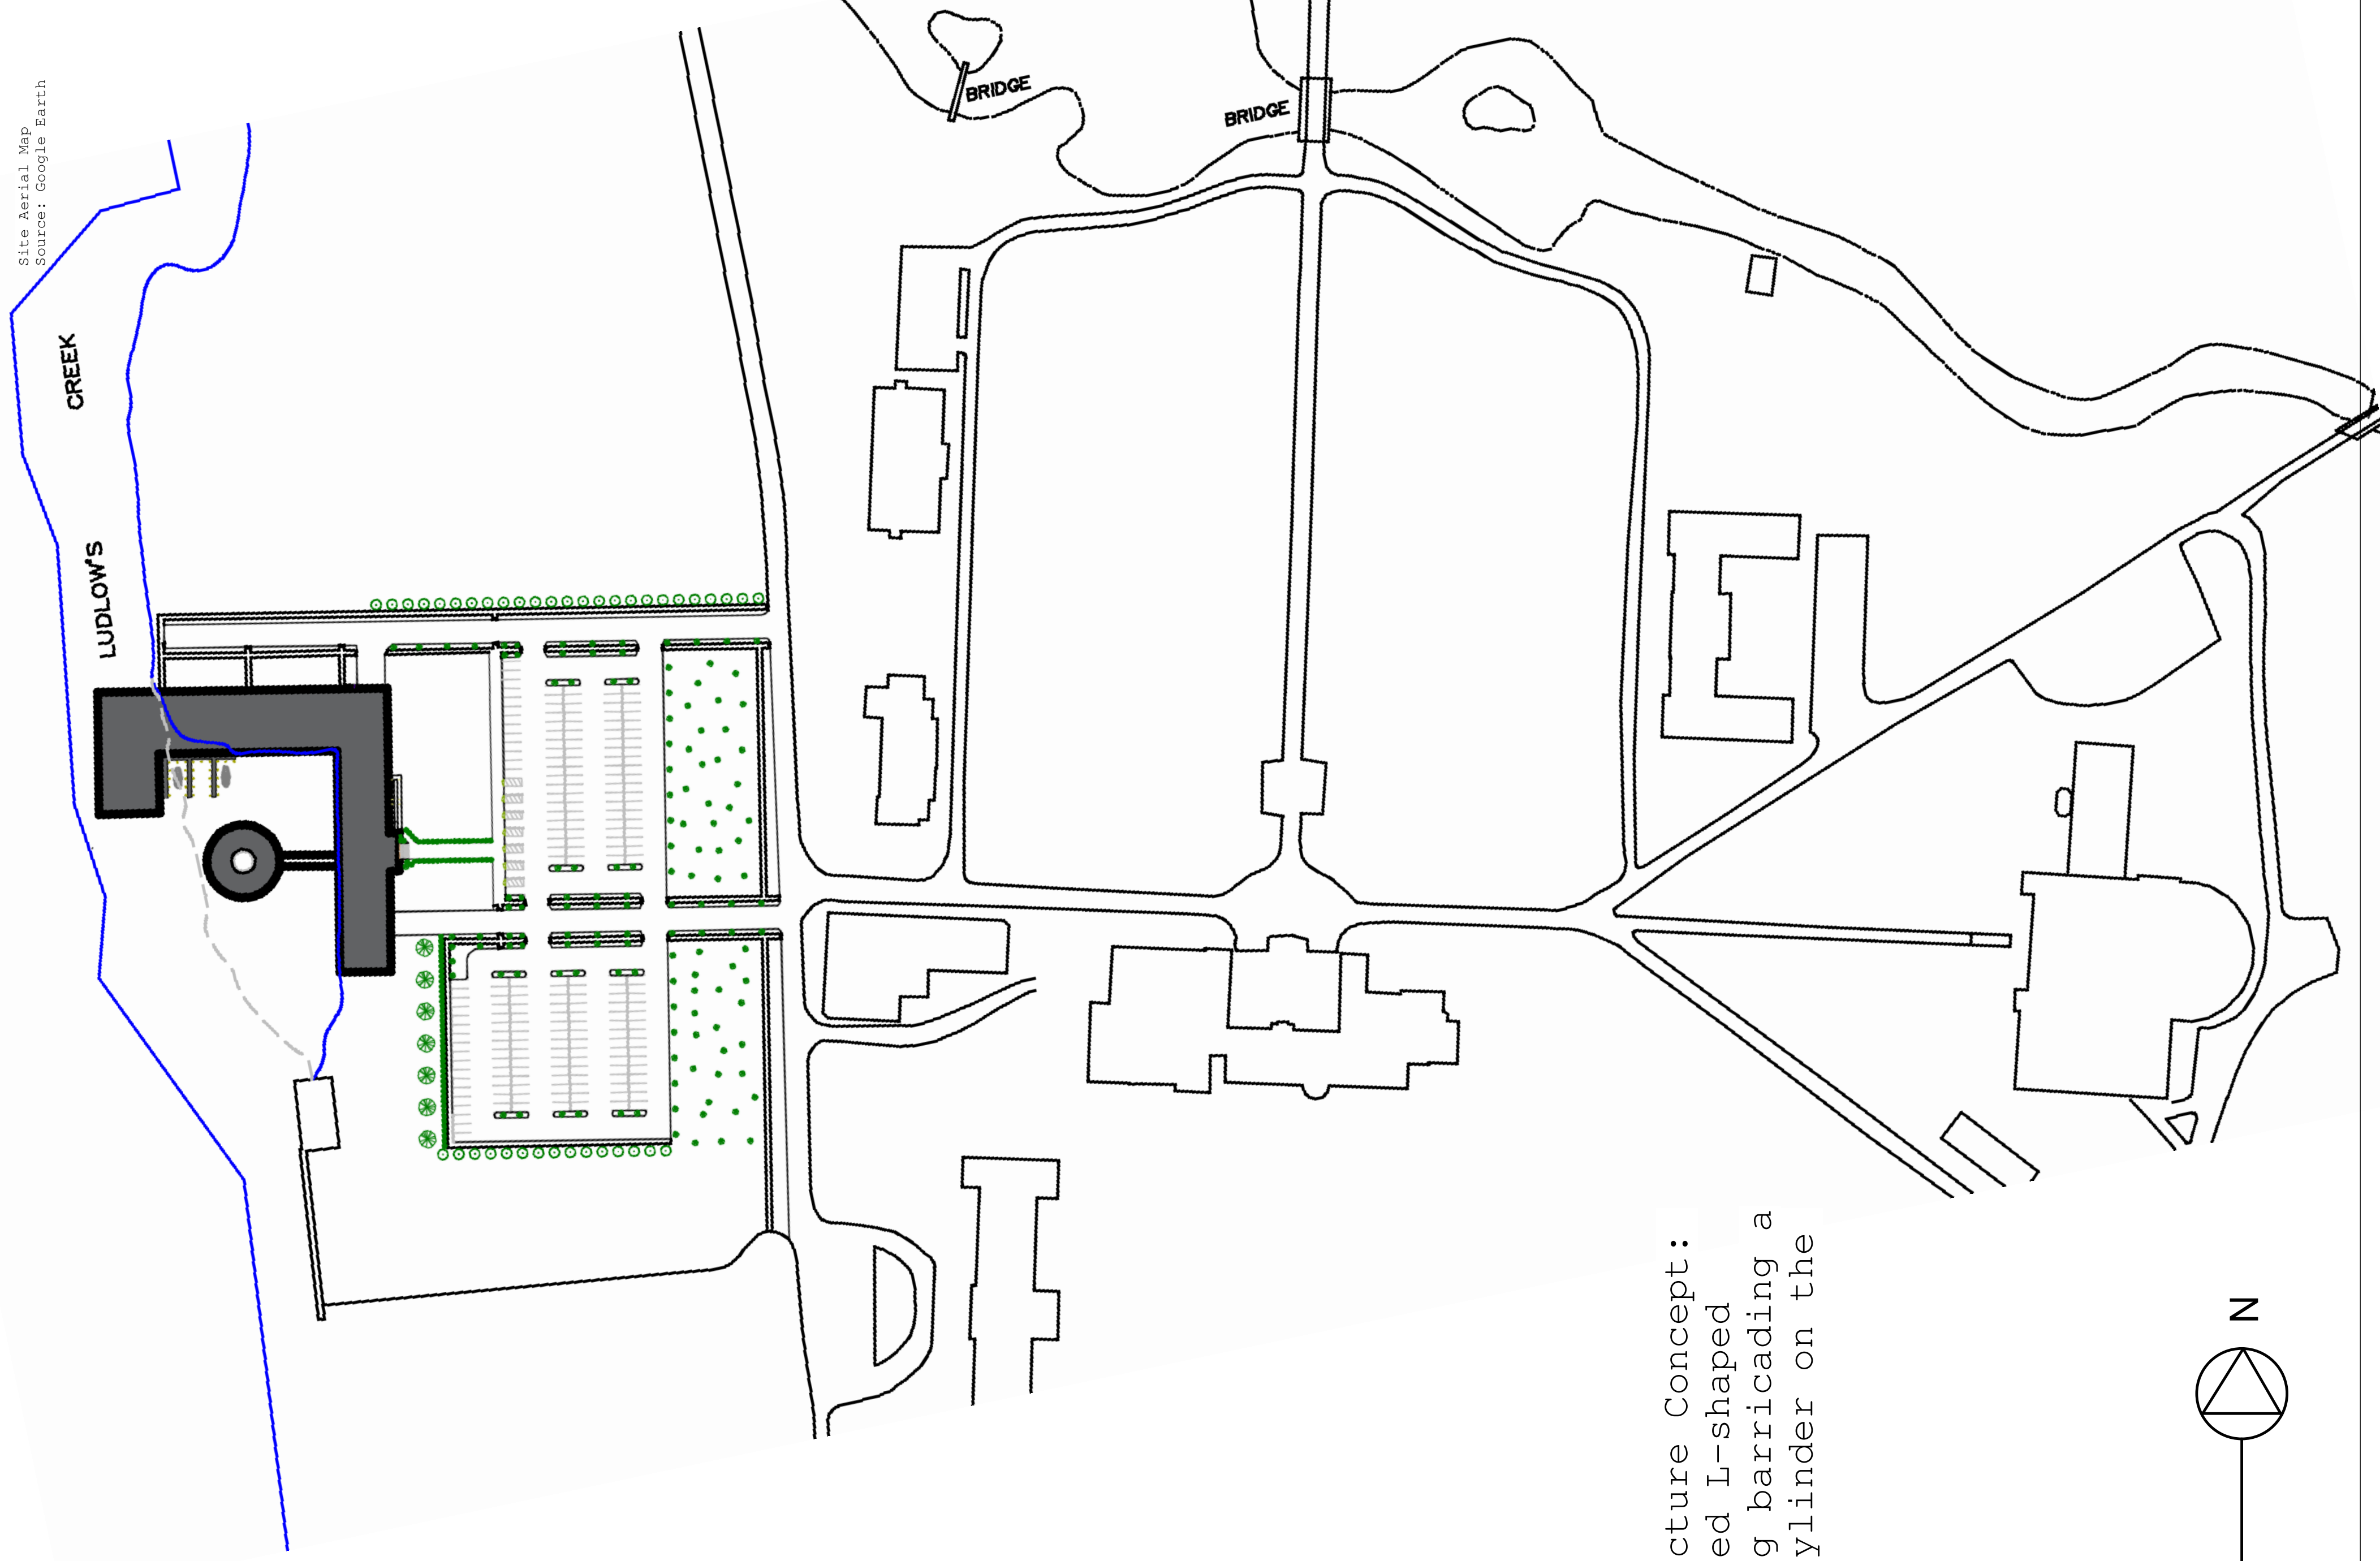 Site Aerial Map
Source: Google Earth
BRIDGE
BRIDGE
LUDLOW'S CREEK
cture Concept:
ed L-shaped
g barricading a
ylinder on the
N